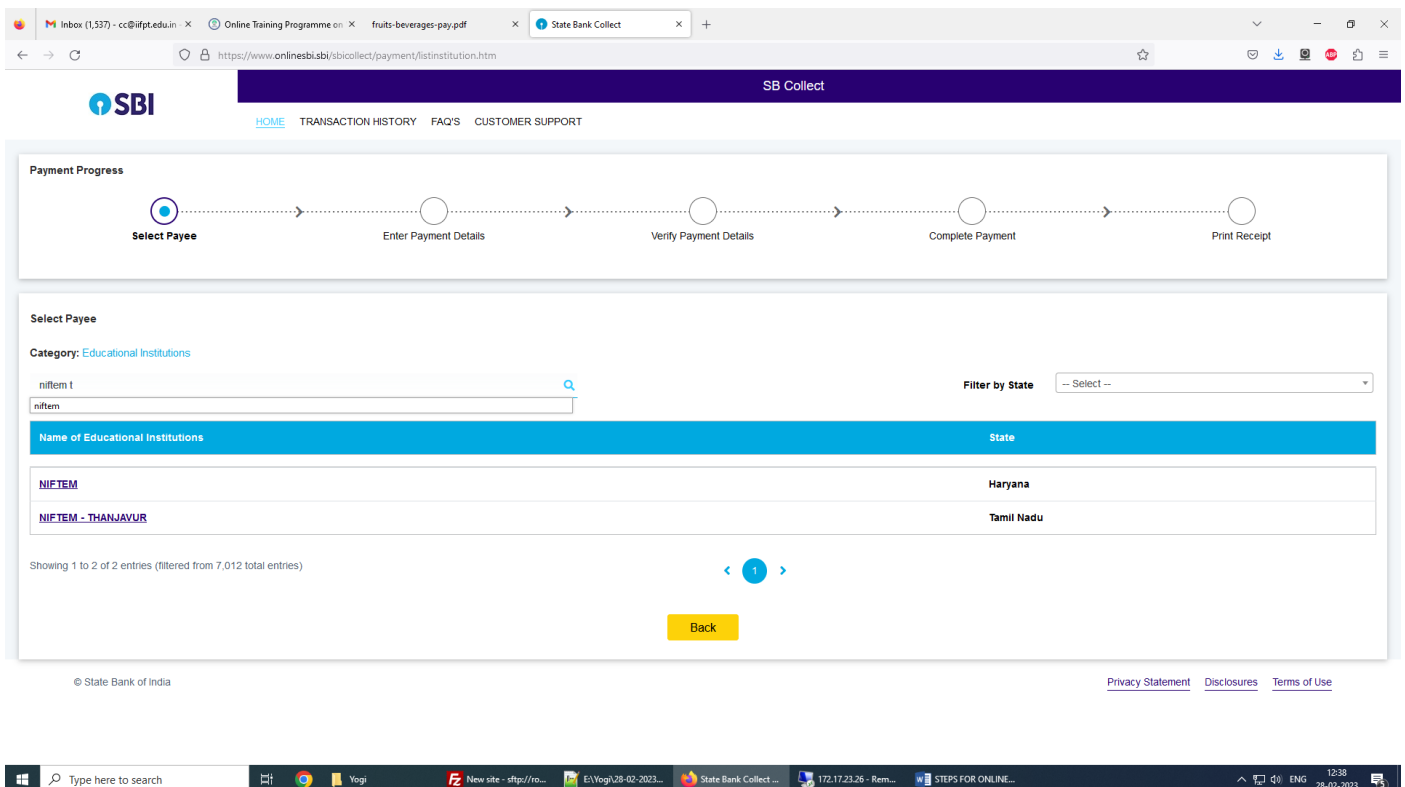 Inbox (1,537) - cc@iifpt.edu.in - Online Training Programme on fruits-beverages-pay.pdf State Bank Collect
https://www.onlinesbi.sbi/sbicollect/payment/listinstitution.htm ABP
SBI SB Collect
HOME TRANSACTION HISTORY FAQ'S CUSTOMER SUPPORT
Payment Progress
Select Payee Enter Payment Details Verify Payment Details Complete Payment Print Receipt
Select Payee
Category: Educational Institutions
niftem t Filter by State -- Select --
niftem
Name of Educational Institutions State
NIFTEM Haryana
NIFTEM - THANJAVUR Tamil Nadu
Showing 1 to 2 of 2 entries (filtered from 7,012 total entries) 1
Back
© State Bank of India Privacy Statement Disclosures Terms of Use
Type here to search Yogi New site - sftp://ro... E:\Yogi\28-02-2023... State Bank Collect ... 172.17.23.26 - Rem... STEPS FOR ONLINE... ENG 12:38
28-02-2023 5